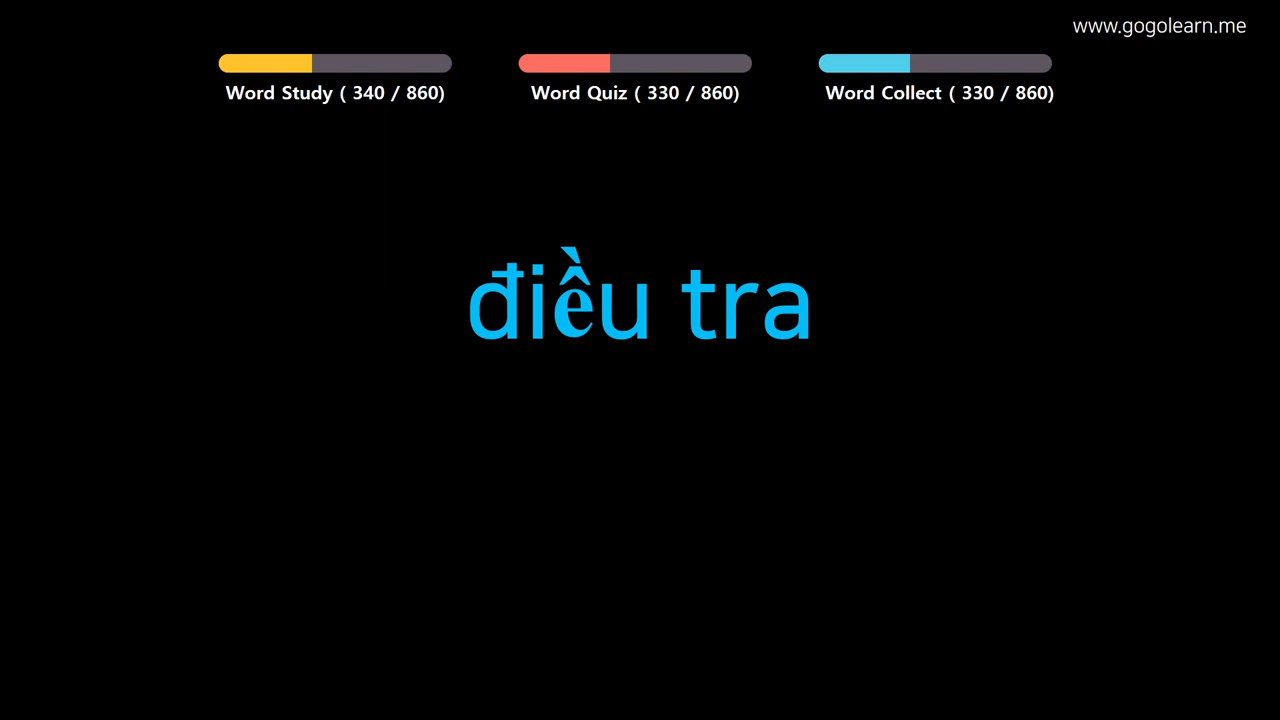 www.gogolearn.me
Word Study ( 340 / 860)
Word Quiz ( 330 / 860)
Word Collect ( 330 / 860)
điều tra